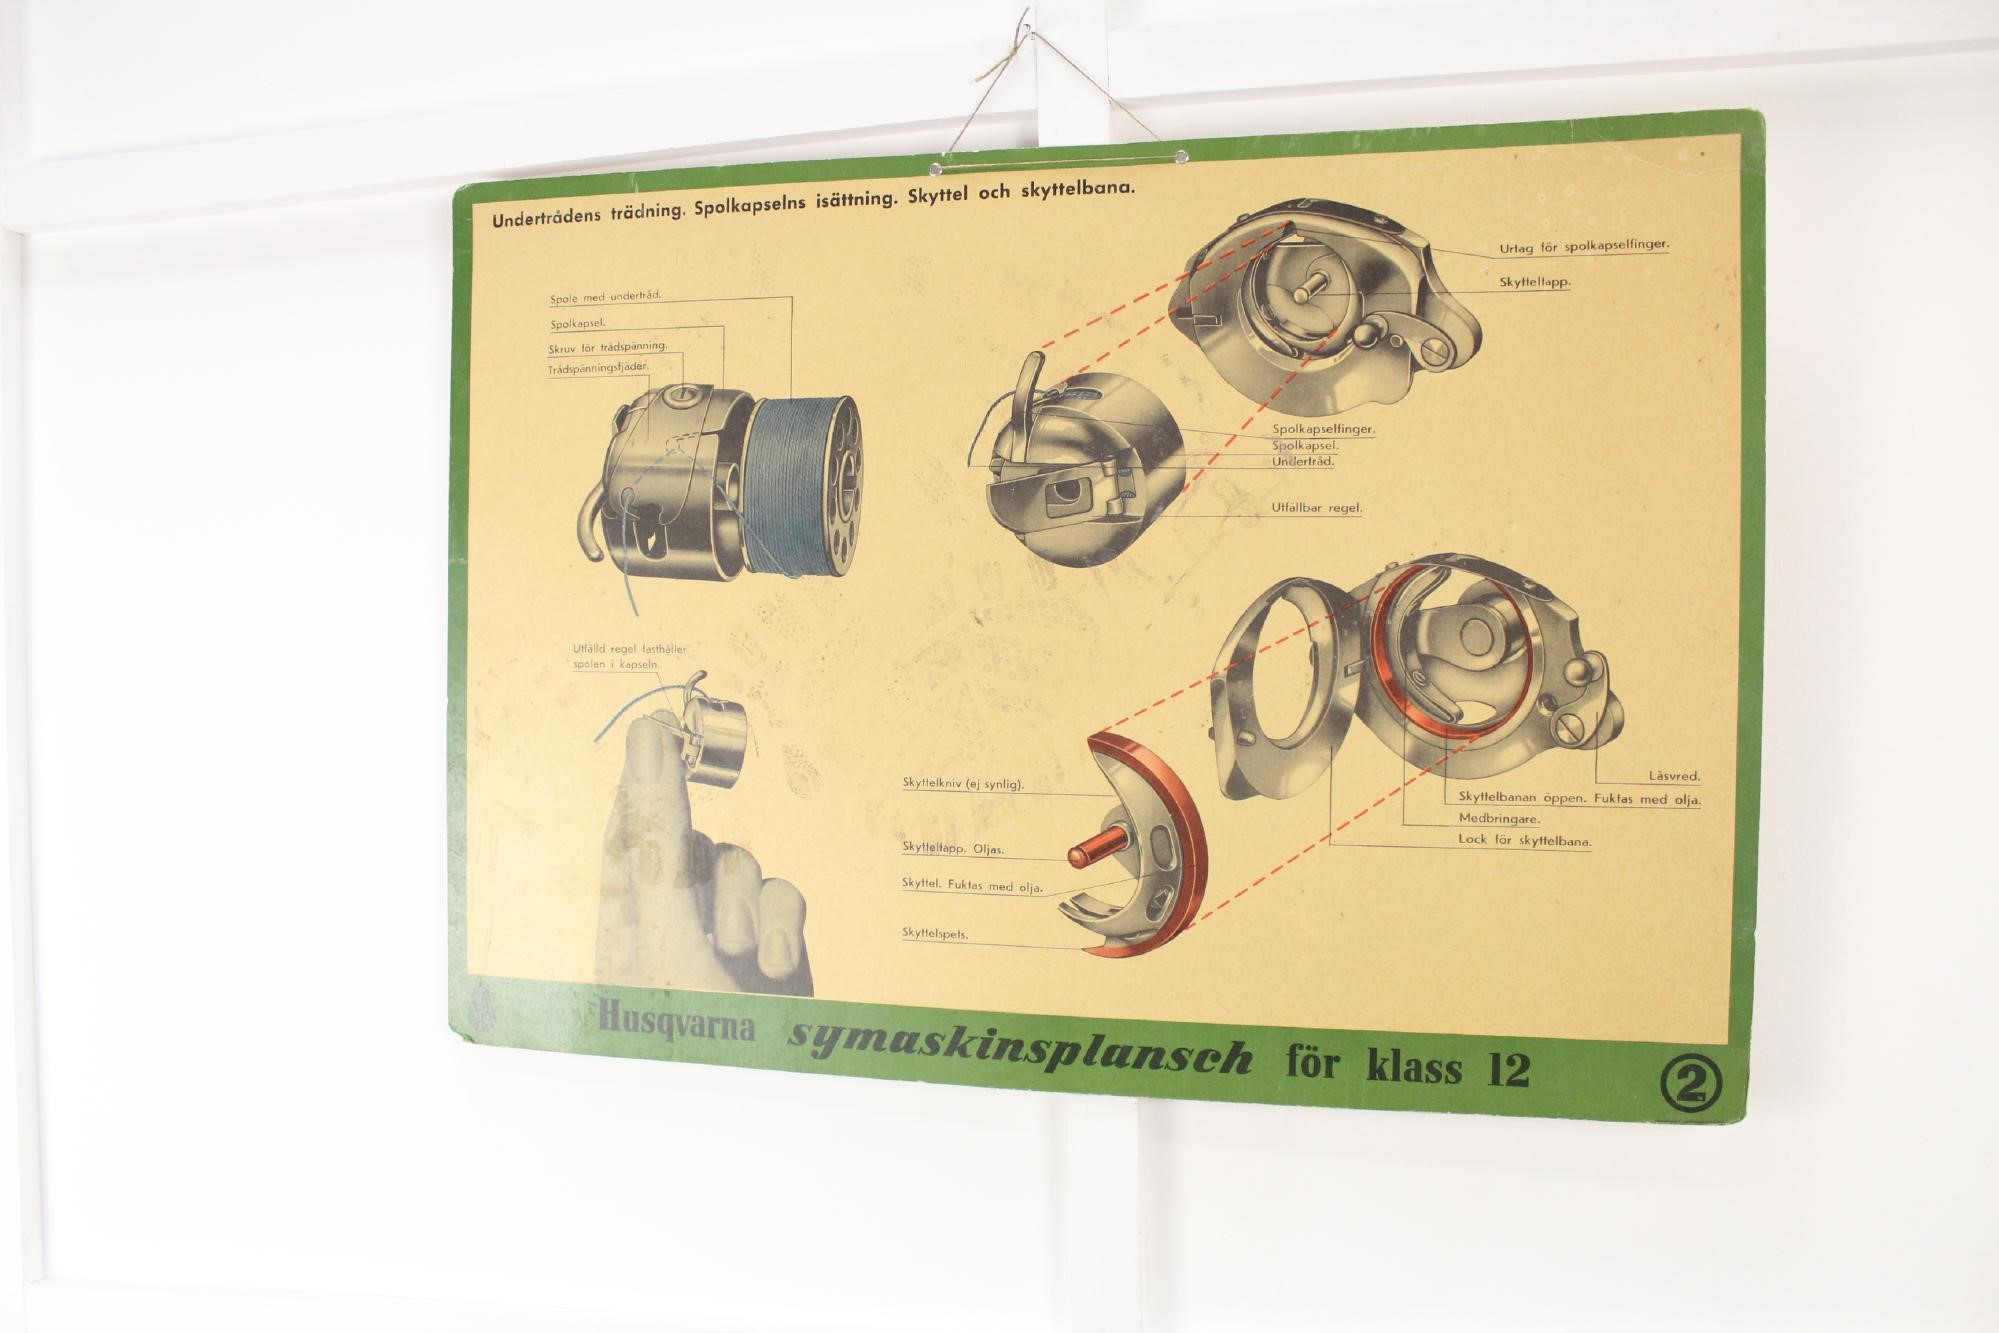 Undertrådens trädning. Spolkapselns isättning. Skyttel och skyttelbana.
Spole med undertråd.
Spolkapsel.
Skruv för trådspänning.
Trådspänningsfjäder.
Urtag för spolkapselfinger.
Skytteltapp.
Spolkapselfinger.
Spolkapsel.
Undertråd.
Utfällbar regel.
Utfälld regel fasthåller
spolen i kapseln.
Skyttelkniv (ej synlig).
Skytteltapp. Oljas.
Skyttel. Fuktas med olja.
Skyttelspets.
Låsvred.
Skyttelbanan öppen. Fuktas med olja.
Medbringare.
Lock för skyttelbana.
Husqvarna symaskinsplansch för klass 12
2